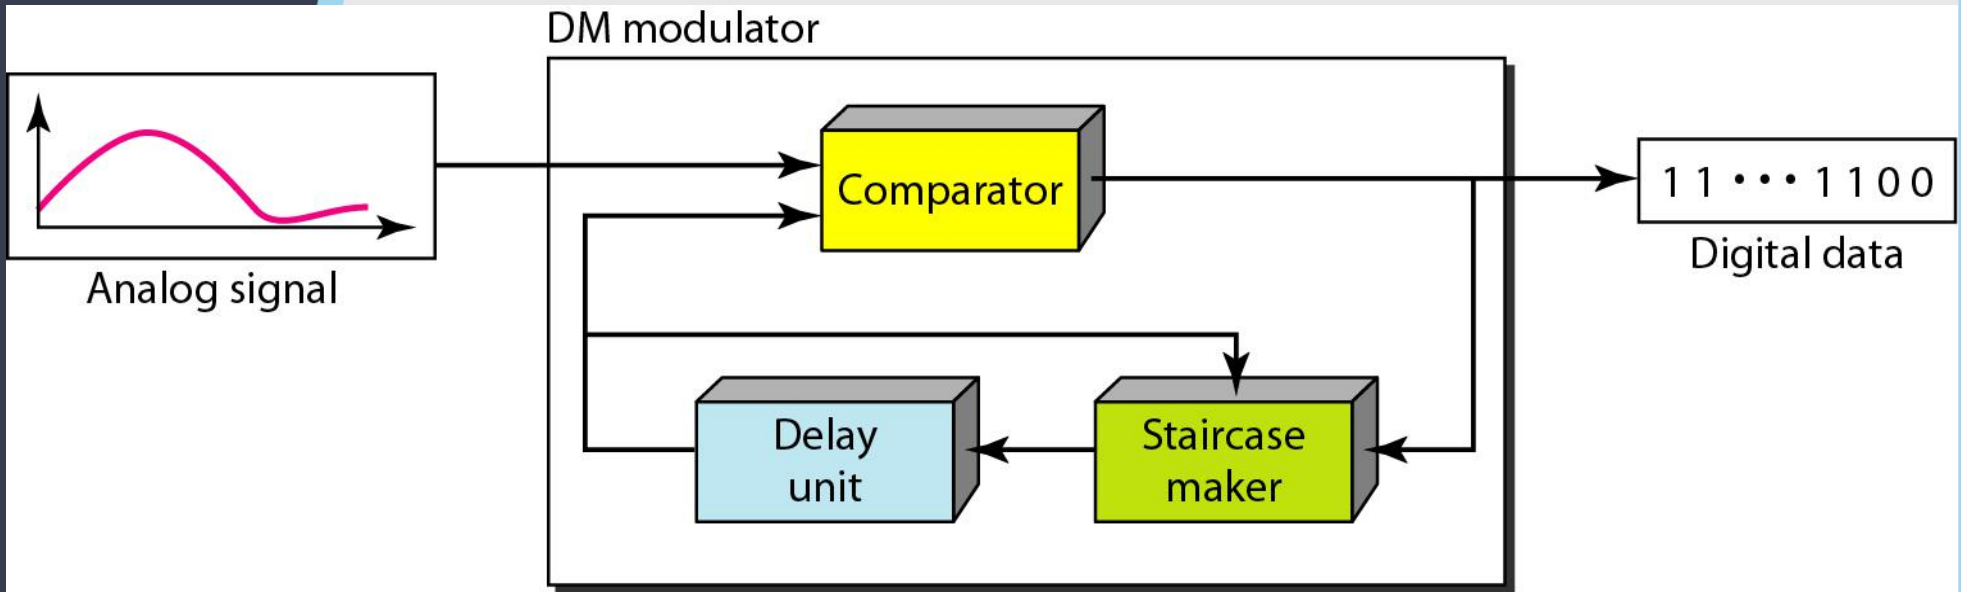 DM modulator
Comparator
1 1 • • • 1 1 0 0
Digital data
Analog signal
Delay
unit
Staircase
maker